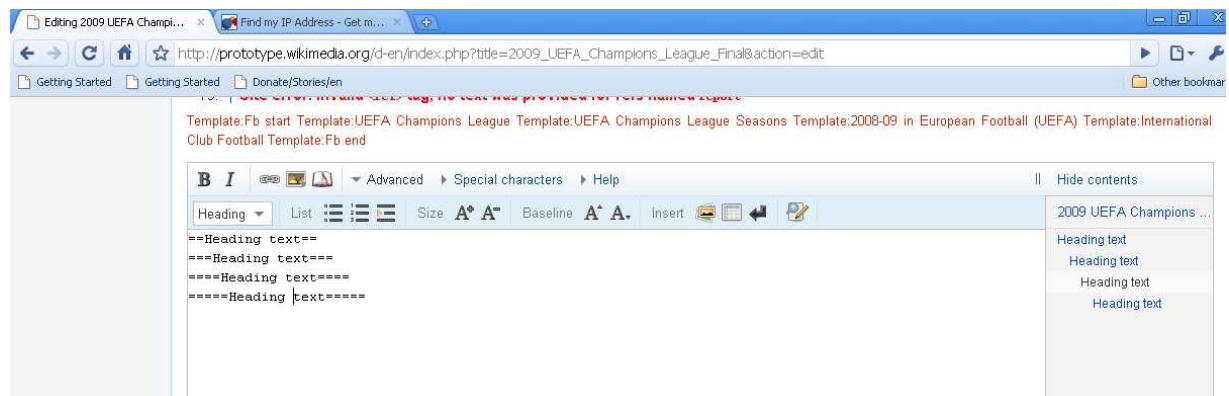 Editing 2009 UEFA Champi... Find my IP Address - Get m...
http://prototype.wikimedia.org/d-en/index.php?title=2009_UEFA_Champions_League_Final&action=edit
Getting Started Getting Started Donate/Stories/en Other bookmar
Template:Fb start Template:UEFA Champions League Template:UEFA Champions League Seasons Template:2008-09 in European Football (UEFA) Template:International
Club Football Template:Fb end
B I Advanced Special characters Help Hide contents
Heading List Size A A Baseline A A Insert 2009 UEFA Champions ...
==Heading text== Heading text
===Heading text=== Heading text
====Heading text==== Heading text
=====Heading text===== Heading text